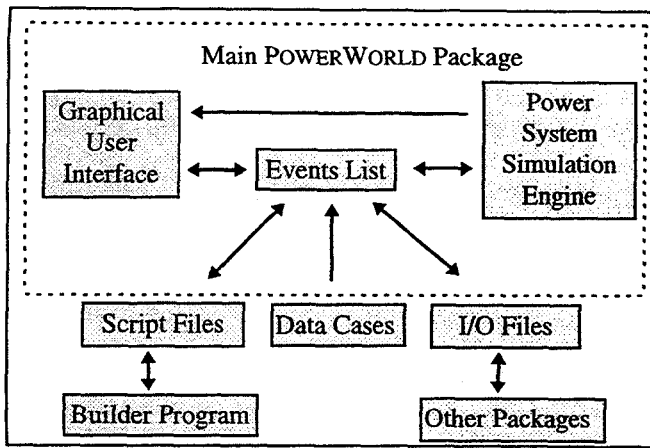 Main POWERWORLD Package
Graphical
User
Interface
Power
System
Simulation
Engine
Events List
Script Files
Data Cases
I/O Files
Builder Program
Other Packages